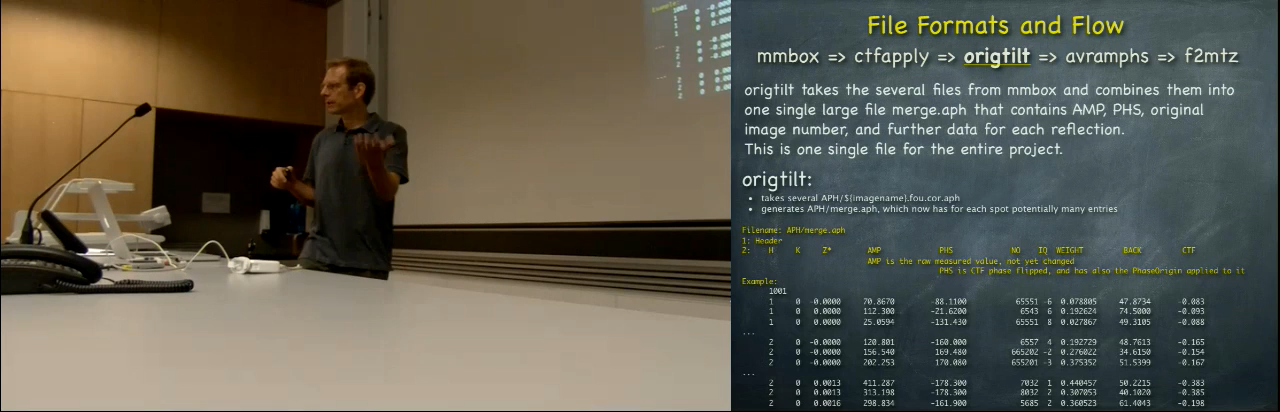 File Formats and Flow
mmbox => ctfapply => origtilt => avramphs => f2mtz
origtilt takes the several files from mmbox and combines them into
one single large file merge.aph that contains AMP, PHS, original
image number, and further data for each reflection.
This is one single file for the entire project.
origtilt:
• takes several APH/${imagename}.fou.cor.aph
• generates APH/merge.aph, which now has for each spot potentially many entries
Filename: APH/merge.aph
1: Header
2: H K Z* AMP PHS NO IQ WEIGHT BACK CTF
AMP is the raw measured value, not yet changed
PHS is CTF phase flipped, and has also the PhaseOrigin applied to it
Example:
1001
1 0 -0.0000 70.8670 -88.1100 65551 -6 0.078805 47.8734 -0.083
1 0 0.0000 112.300 -21.6200 6543 6 0.192624 74.5000 -0.093
1 0 0.0000 25.0594 -131.430 65551 8 0.027867 49.3105 -0.088
...
2 0 -0.0000 120.801 -160.000 6557 4 0.192729 48.7613 -0.165
2 0 -0.0000 156.540 169.480 665202 -2 0.276022 34.6150 -0.154
2 0 -0.0000 202.253 170.080 655201 -3 0.375352 51.5399 -0.167
...
2 0 0.0013 411.287 -178.300 7032 1 0.440457 50.2215 -0.383
2 0 0.0013 313.198 -178.300 8032 2 0.307053 40.1020 -0.385
2 0 0.0016 298.834 -161.900 5685 2 0.360523 61.4043 -0.198